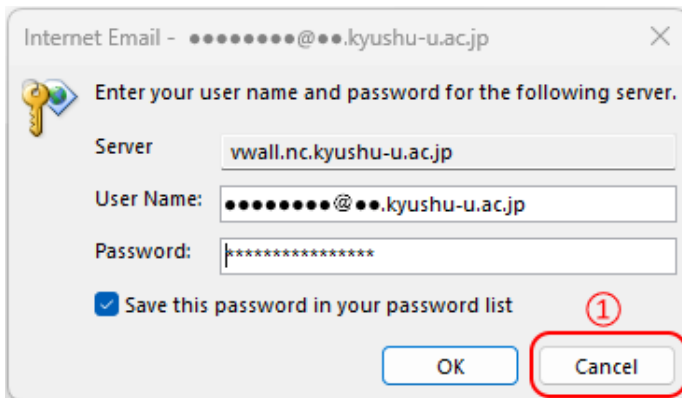 Internet Email - ●●●●●●●●@●●.kyushu-u.ac.jp
Enter your user name and password for the following server.
Server vwall.nc.kyushu-u.ac.jp
User Name: ●●●●●●●●@●●.kyushu-u.ac.jp
Password: ****************
Save this password in your password list
①
OK Cancel